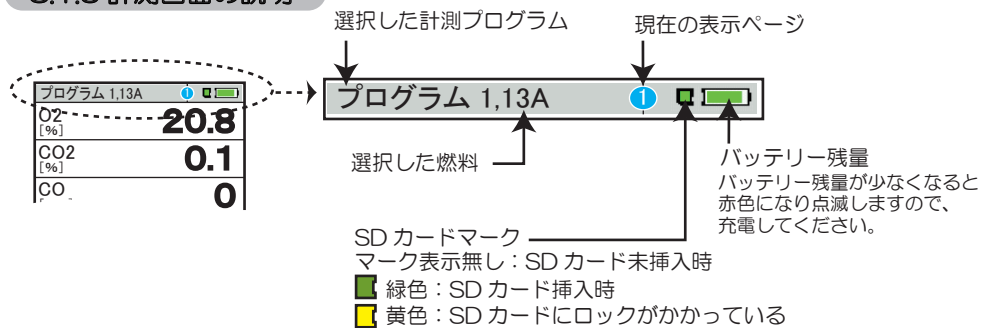 選択した計測プログラム
現在の表示ページ
プログラム 1,13A 1
O2
[%]
20.8
CO2
[%]
0.1
CO
0
プログラム 1,13A 1
選択した燃料
バッテリー残量
バッテリー残量が少なくなると
赤色になり点滅しますので、
充電してください。
SD カードマーク
マーク表示無し：SD カード未挿入時
緑色：SD カード挿入時
黄色：SD カードにロックがかかっている